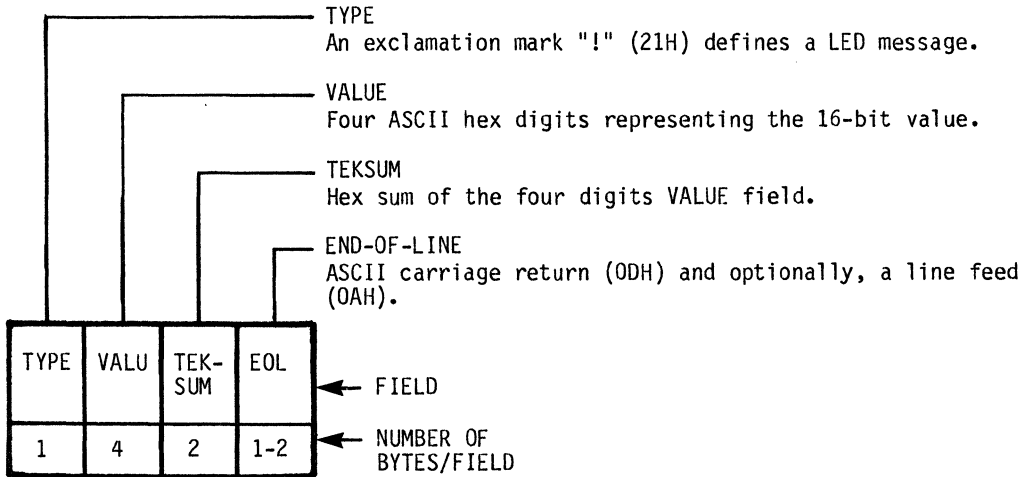 TYPE
An exclamation mark "!" (21H) defines a LED message.
VALUE
Four ASCII hex digits representing the 16-bit value.
TEKSUM
Hex sum of the four digits VALUE field.
END-OF-LINE
ASCII carriage return (0DH) and optionally, a line feed
(0AH).
TYPE VALU TEK- EOL
SUM
FIELD
1 4 2 1-2
NUMBER OF
BYTES/FIELD